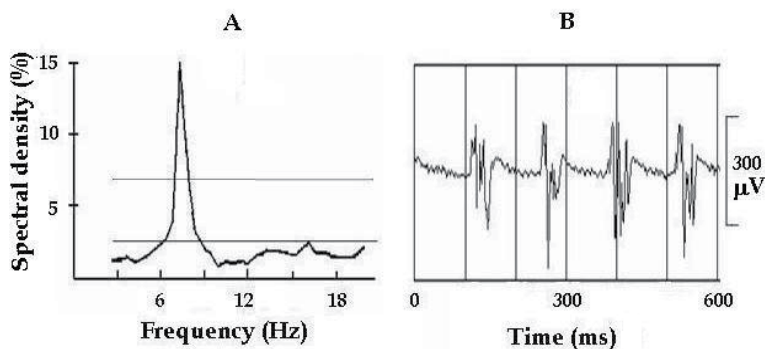 A
B
Spectral density (%)
15
10
5
6
12
18
Frequency (Hz)
300
μV
0
300
600
Time (ms)